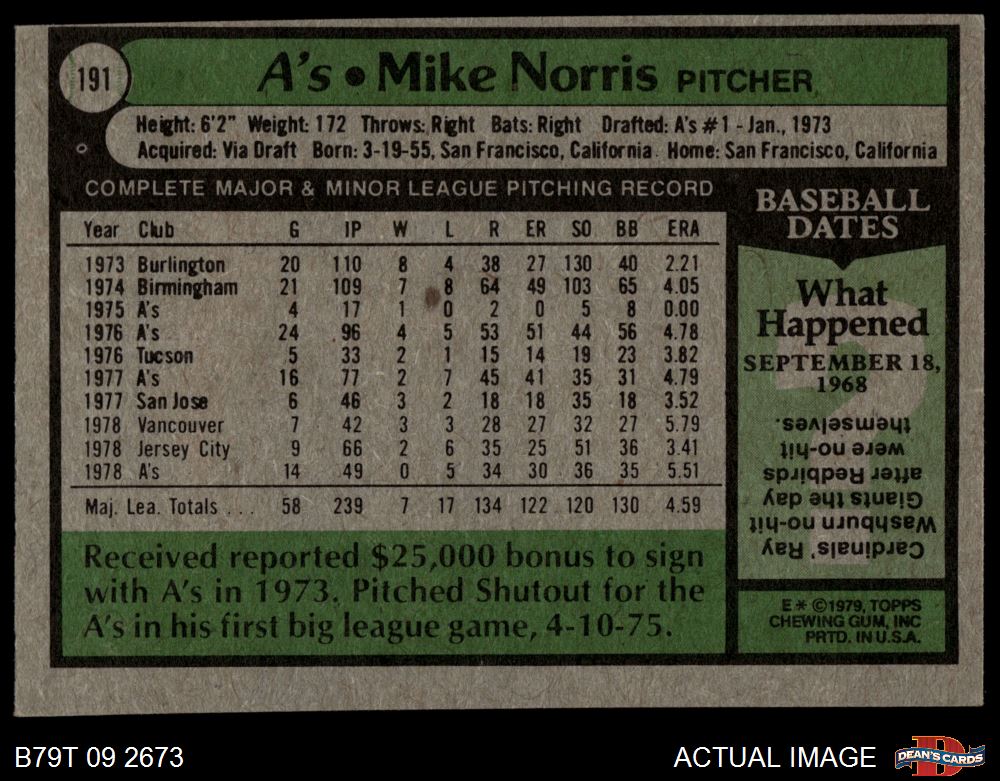 191
A's • Mike Norris PITCHER
Height: 6'2" Weight: 172 Throws: Right Bats: Right Drafted: A's #1 - Jan., 1973
Acquired: Via Draft Born: 3-19-55, San Francisco, California Home: San Francisco, California
COMPLETE MAJOR & MINOR LEAGUE PITCHING RECORD
Year Club G IP W L R ER SO BB ERA
1973 Burlington 20 110 8 4 38 27 130 40 2.21
1974 Birmingham 21 109 7 8 64 49 103 65 4.05
1975 A's 4 17 1 0 2 0 5 8 0.00
1976 A's 24 96 4 5 53 51 44 56 4.78
1976 Tucson 5 33 2 1 15 14 19 23 3.82
1977 A's 16 77 2 7 45 41 35 31 4.79
1977 San Jose 6 46 3 2 18 18 35 18 3.52
1978 Vancouver 7 42 3 3 28 27 32 27 5.79
1978 Jersey City 9 66 2 6 35 25 51 36 3.41
1978 A's 14 49 0 5 34 30 36 35 5.51
Maj. Lea. Totals . . . 58 239 7 17 134 122 120 130 4.59
Received reported $25,000 bonus to sign
with A's in 1973. Pitched Shutout for the
A's in his first big league game, 4-10-75.
BASEBALL
DATES
What
Happened
SEPTEMBER 18,
1968
Cardinals' Ray
Washburn no-hit
Giants the day
after Redbirds
were no-hit
themselves.
E * ©1979, TOPPS
CHEWING GUM, INC
PRTD. IN U.S.A.
B79T 09 2673
ACTUAL IMAGE
D
DEAN'S CARDS